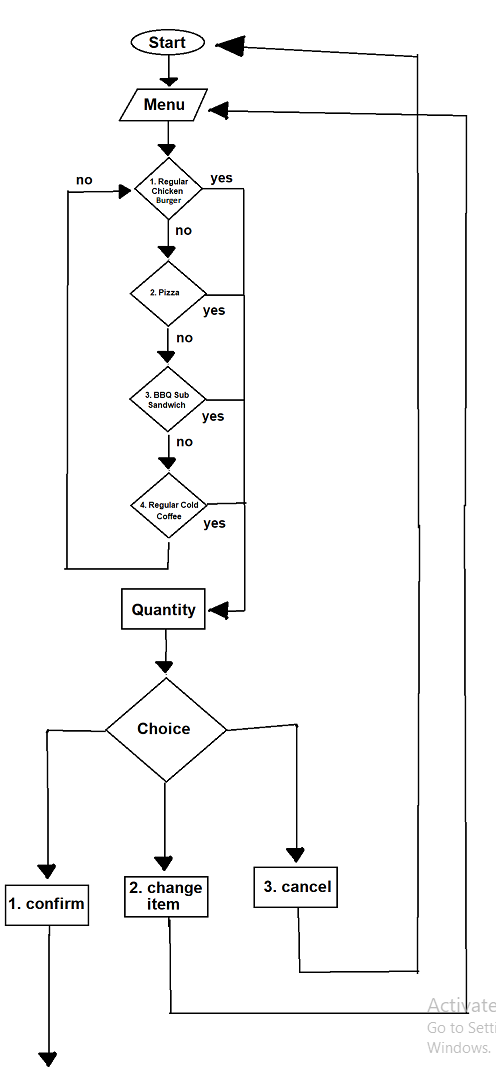 Start
Menu
no
1. Regular
Chicken
Burger
yes
no
2. Pizza
yes
no
3. BBQ Sub
Sandwich
yes
no
4. Regular Cold
Coffee
yes
Quantity
Choice
1. confirm
2. change
item
3. cancel
Activate
Go to Setti
Windows.